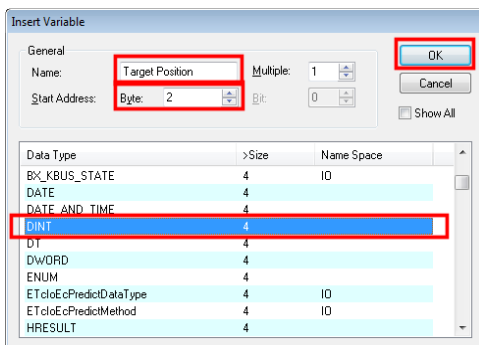 Insert Variable
General
Name: Target Position Multiple: 1
Start Address: Byte: 2 Bit: 0
OK
Cancel
Show All
Data Type >Size Name Space
BX_KBUS_STATE 4 IO
DATE 4
DATE_AND_TIME 4
DINT 4
DT 4
DWORD 4
ENUM 4
ETcIoEcPredictDataType 4 IO
ETcIoEcPredictMethod 4 IO
HRESULT 4